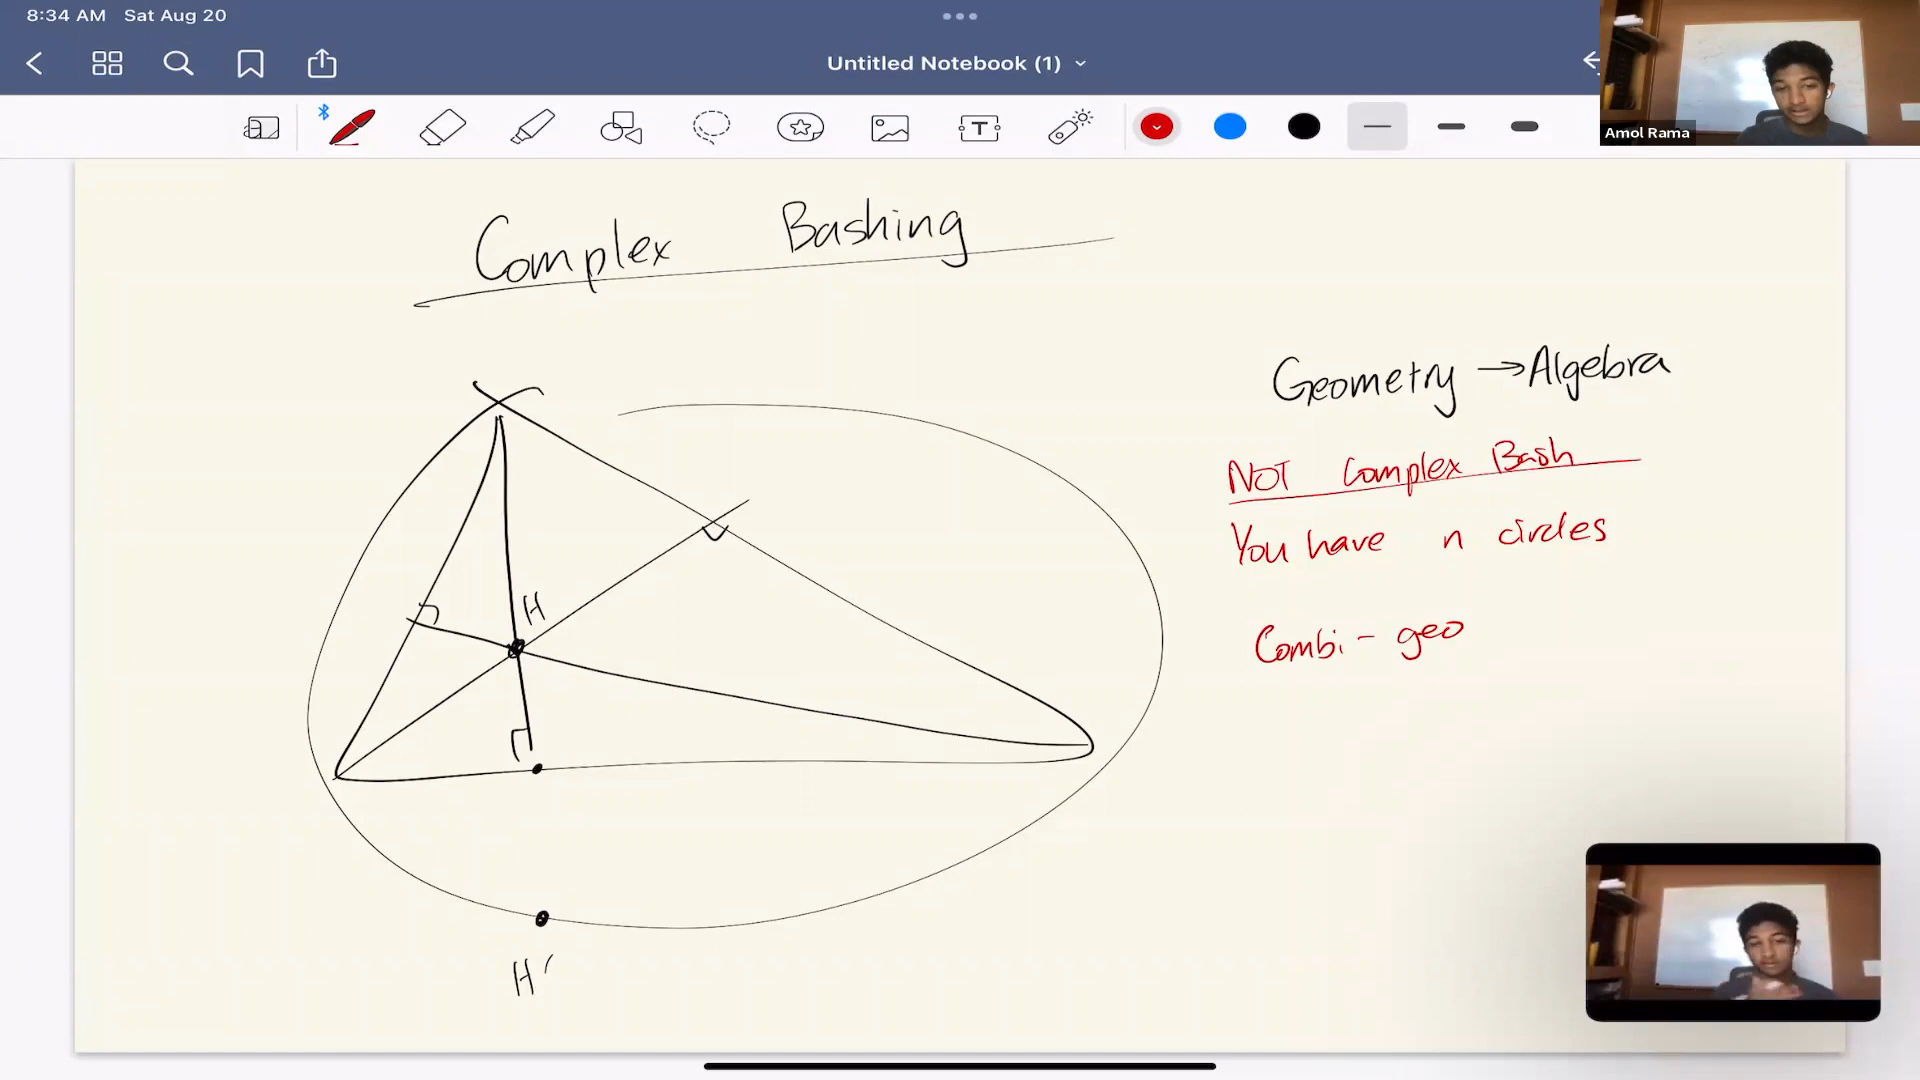 8:34 AM Sat Aug 20
Untitled Notebook (1)
Amol Rama
Complex Bashing
Geometry → Algebra
NOT Complex Bash
You have n circles
Combi - geo
H
H'